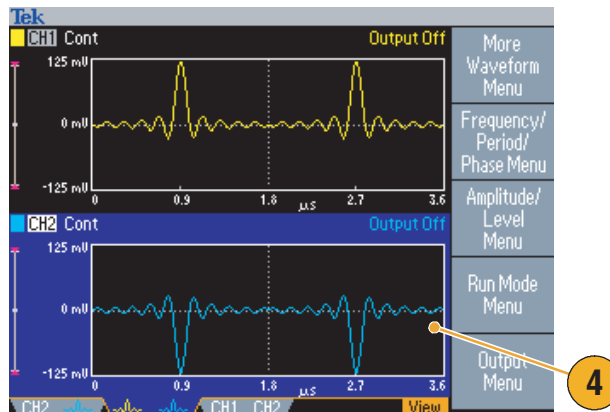 Tek
CH1 Cont Output Off
125 mV
0 mV
-125 mV
0 0.9 1.8 µs 2.7 3.6
CH2 Cont Output Off
125 mV
0 mV
-125 mV
0 0.9 1.8 µs 2.7 3.6
CH2 CH1 CH2 View
More
Waveform
Menu
Frequency/
Period/
Phase Menu
Amplitude/
Level
Menu
Run Mode
Menu
Output
Menu
4